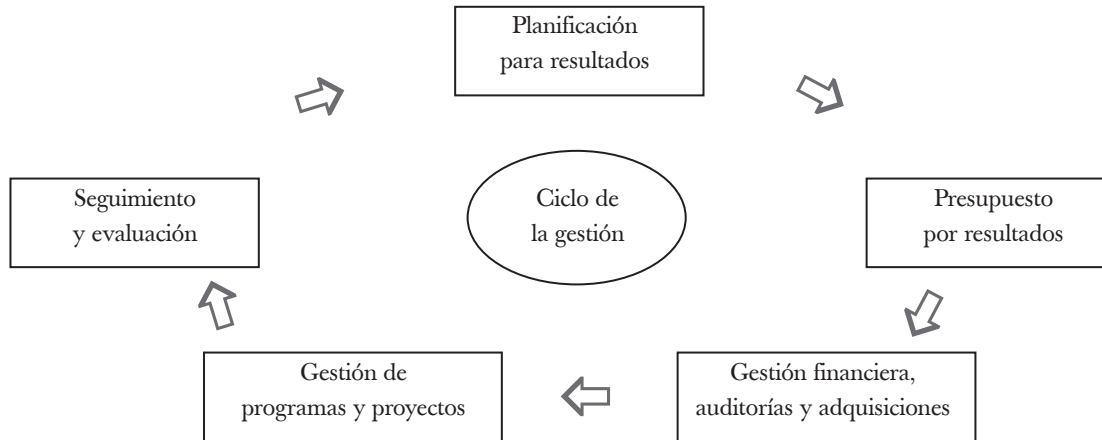 Planificación
para resultados
Seguimiento
y evaluación
Ciclo de
la gestión
Presupuesto
por resultados
Gestión de
programas y proyectos
Gestión financiera,
auditorías y adquisiciones